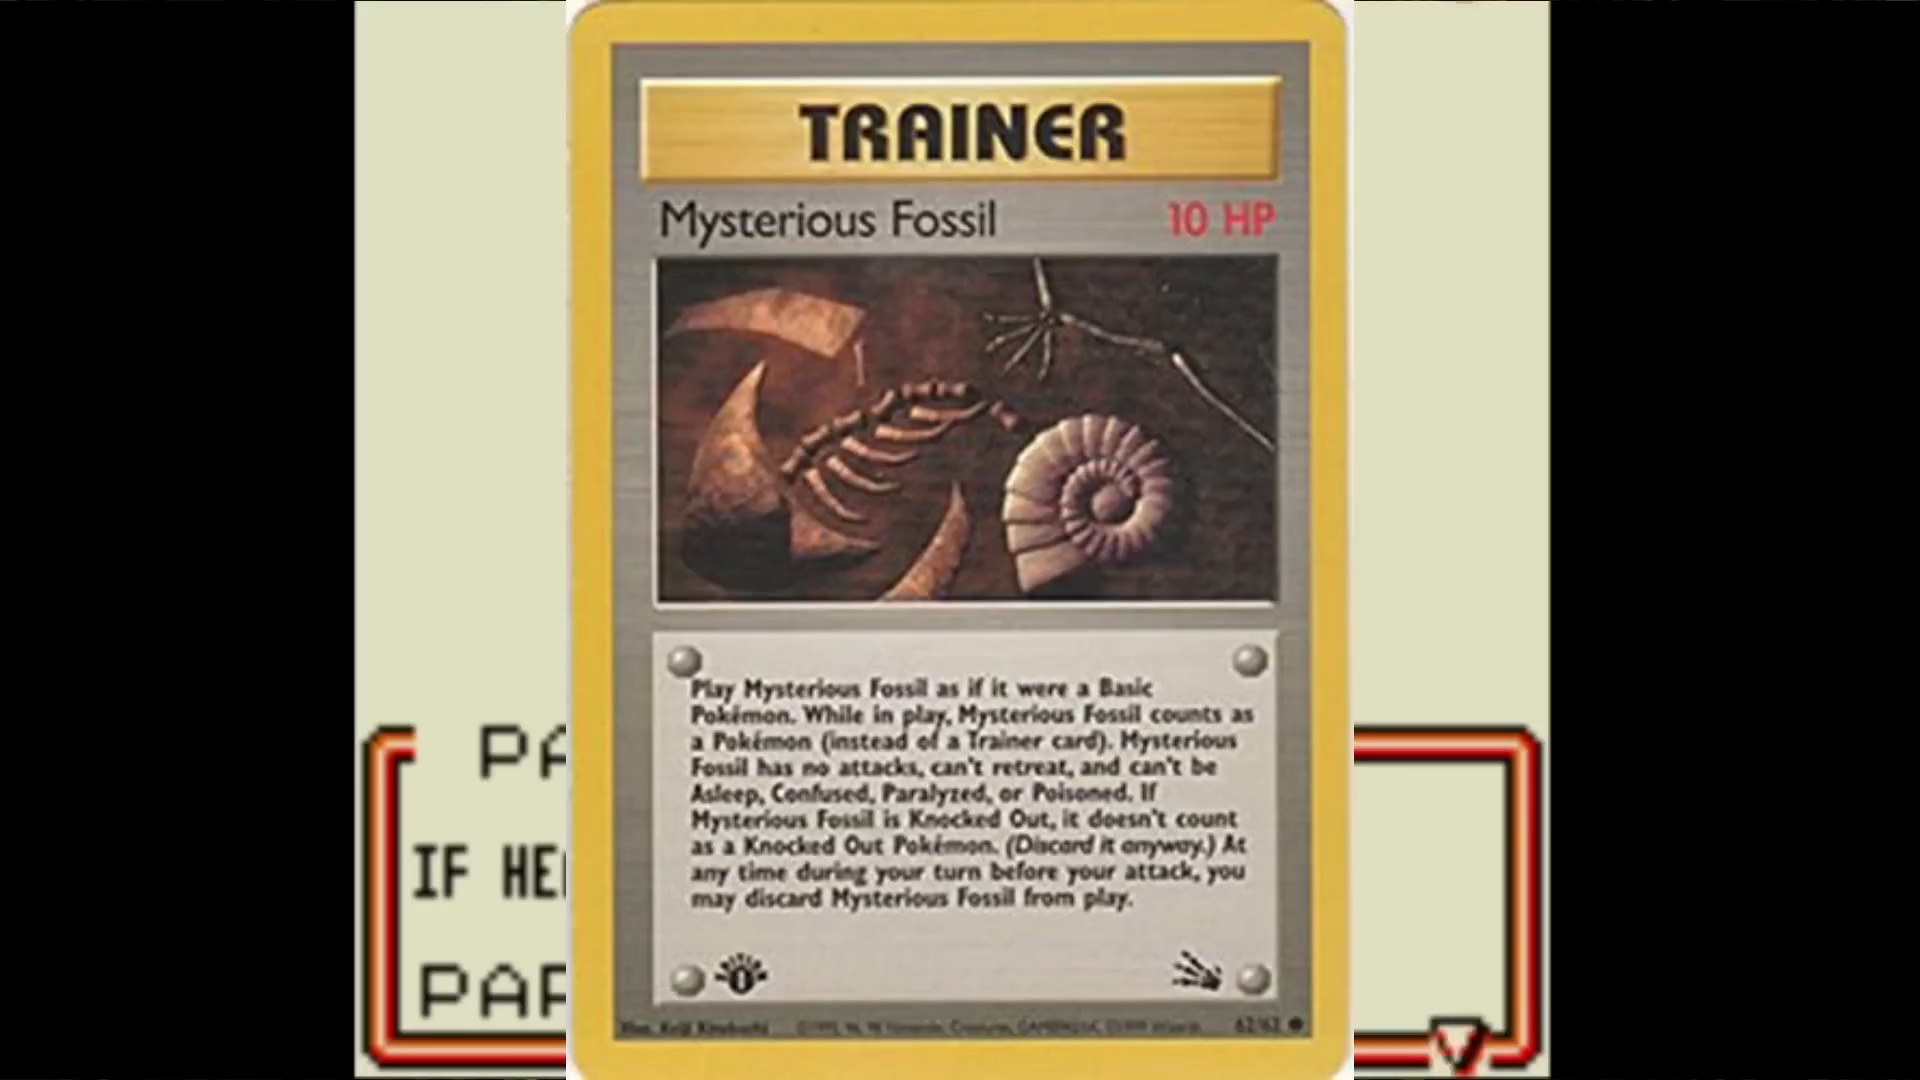 TRAINER
Mysterious Fossil 10 HP
Play Mysterious Fossil as if it were a Basic
Pokémon. While in play, Mysterious Fossil counts as
a Pokémon (instead of a Trainer card). Mysterious
Fossil has no attacks, can't retreat, and can't be
Asleep, Confused, Paralyzed, or Poisoned. If
Mysterious Fossil is Knocked Out, it doesn't count
as a Knocked Out Pokémon. (Discard it anyway.) At
any time during your turn before your attack, you
may discard Mysterious Fossil from play.
62/62
PA
IF HE
PAR